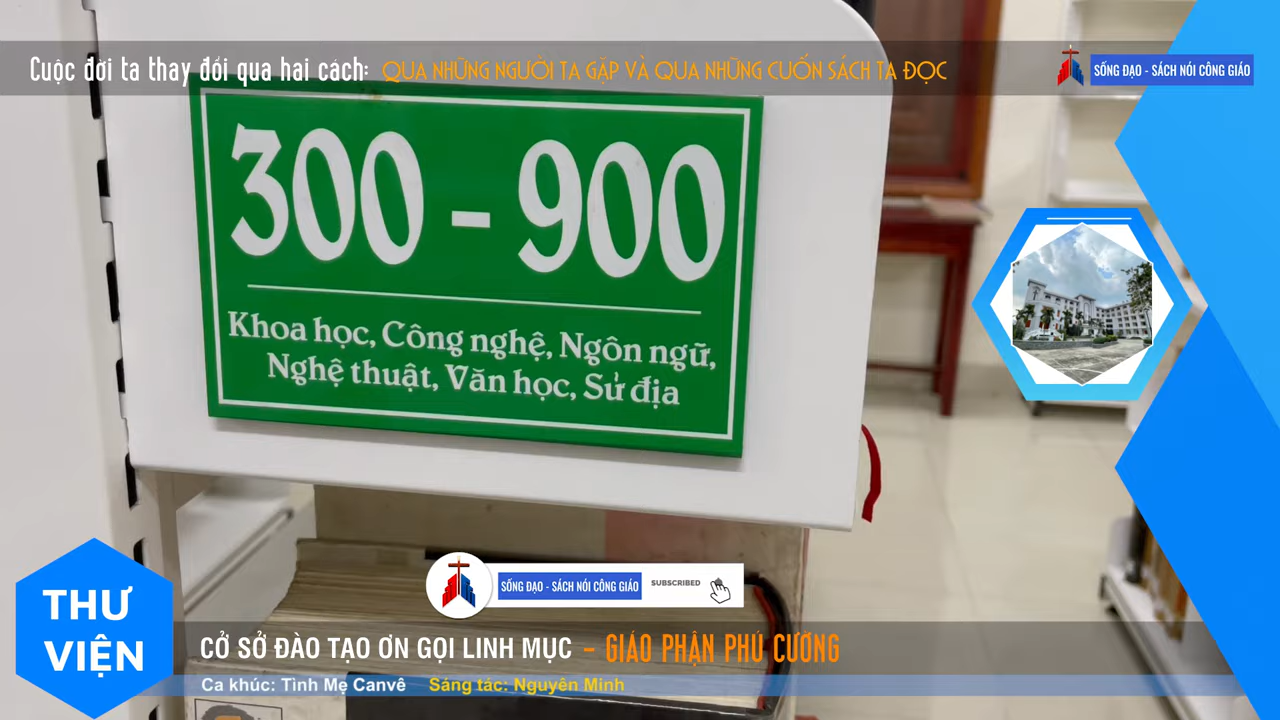 Cuộc đời ta thay đổi qua hai cách: QUA NHỮNG NGƯỜI TA GẶP VÀ QUA NHỮNG CUỐN SÁCH TA ĐỌC
SỐNG ĐẠO - SÁCH NÓI CÔNG GIÁO
300 - 900
Khoa học, Công nghệ, Ngôn ngữ,
Nghệ thuật, Văn học, Sử địa
SỐNG ĐẠO - SÁCH NÓI CÔNG GIÁO SUBSCRIBED
THƯ
VIỆN
CỞ SỞ ĐÀO TẠO ƠN GỌI LINH MỤC - GIÁO PHẬN PHÚ CƯỜNG
Ca khúc: Tình Mẹ Canvê Sáng tác: Nguyên Minh